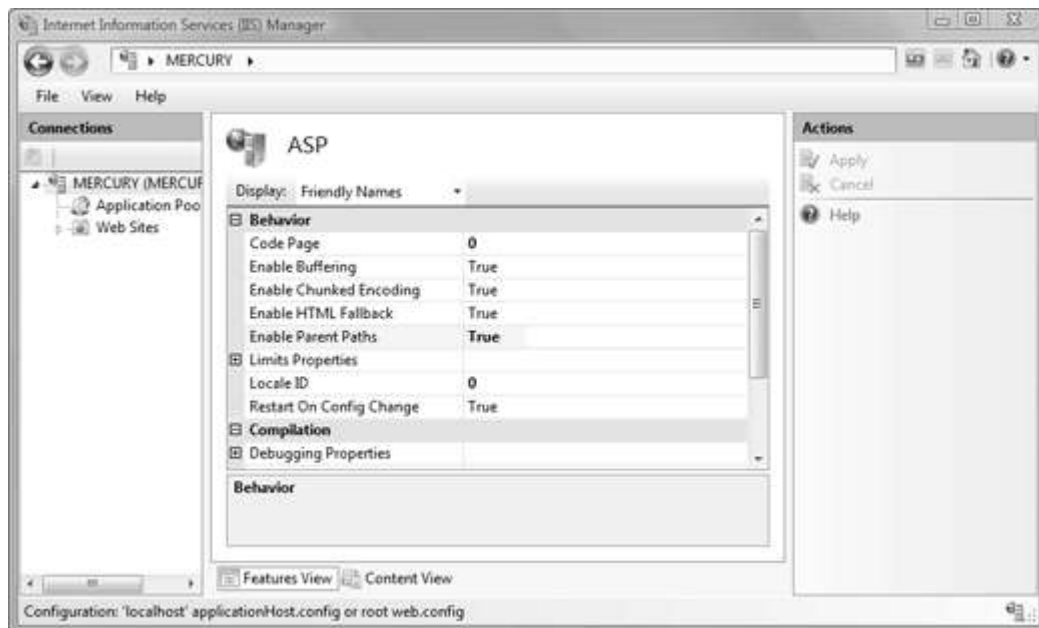 Internet Information Services (IIS) Manager
MERCURY
File View Help
Connections
MERCURY (MERCUR
Application Poo
Web Sites
ASP
Display: Friendly Names
Behavior
Code Page 0
Enable Buffering True
Enable Chunked Encoding True
Enable HTML Fallback True
Enable Parent Paths True
Limits Properties
Locale ID 0
Restart On Config Change True
Compilation
Debugging Properties
Behavior
Features View Content View
Actions
Apply
Cancel
Help
Configuration: 'localhost' applicationHost.config or root web.config